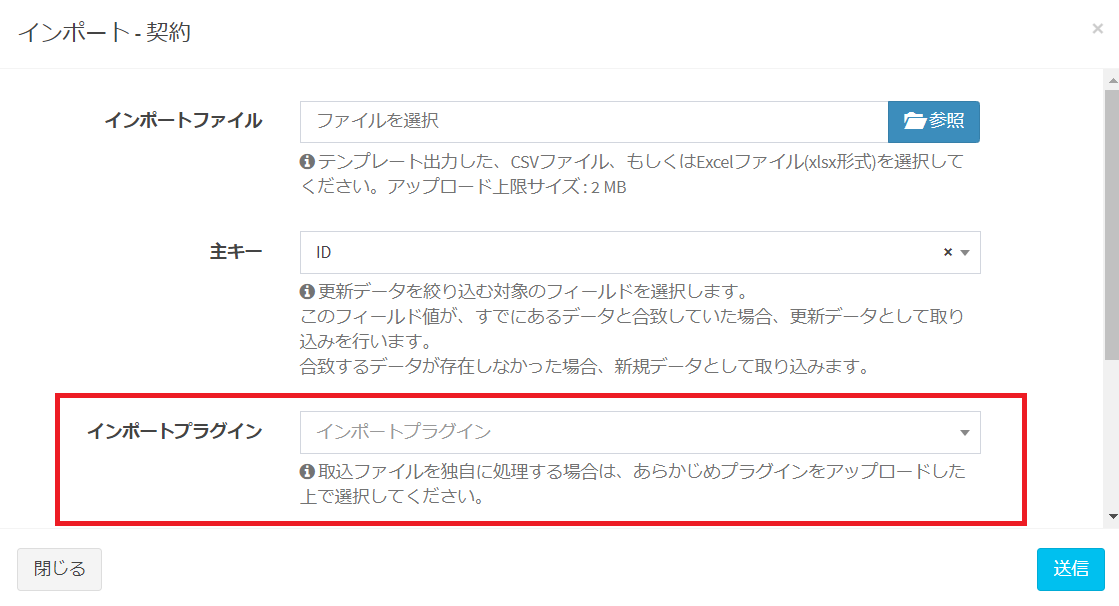 インポート - 契約
×
インポートファイル
ファイルを選択
参照
テンプレート出力した、CSVファイル、もしくはExcelファイル(xlsx形式)を選択して
ください。アップロード上限サイズ : 2 MB
主キー
ID
×
更新データを絞り込む対象のフィールドを選択します。
このフィールド値が、すでにあるデータと合致していた場合、更新データとして取り
込みを行います。
合致するデータが存在しなかった場合、新規データとして取り込みます。
インポートプラグイン
インポートプラグイン
取込ファイルを独自に処理する場合は、あらかじめプラグインをアップロードした
上で選択してください。
閉じる
送信